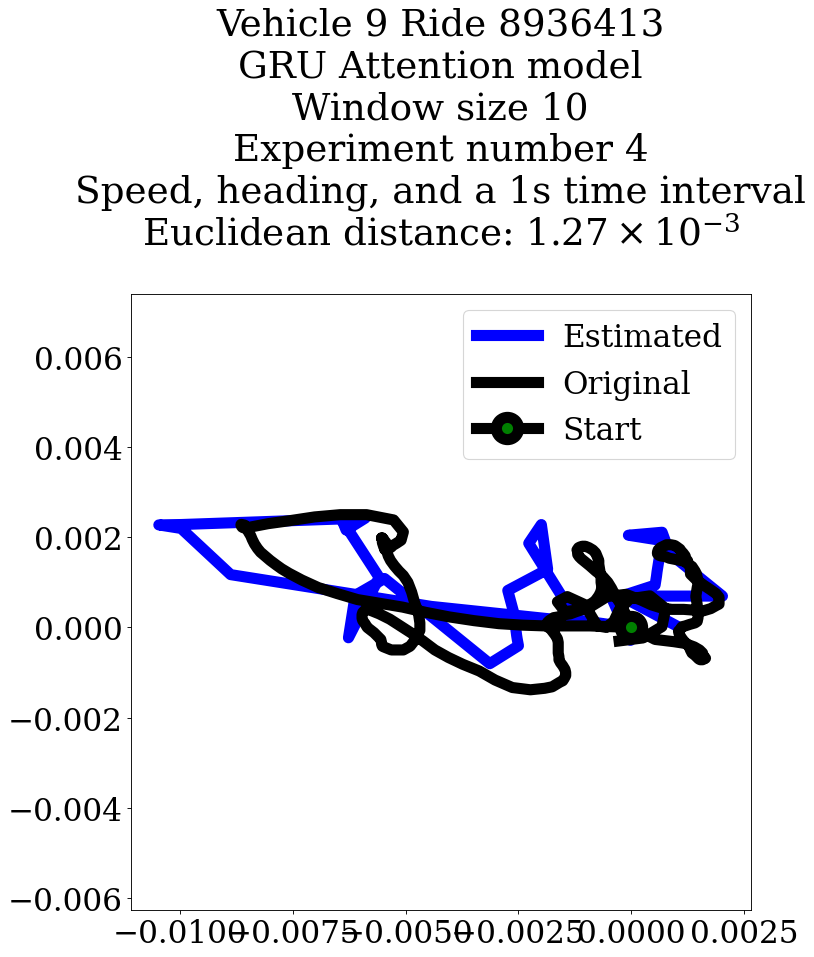 Vehicle 9 Ride 8936413
GRU Attention model
Window size 10
Experiment number 4
Speed, heading, and a 1s time interval
Euclidean distance: 1.27 × 10⁻³
Estimated
Original
Start
0.006
0.004
0.002
0.000
−0.002
−0.004
−0.006
−0.0100 −0.0075 −0.0050 −0.0025 0.0000 0.0025